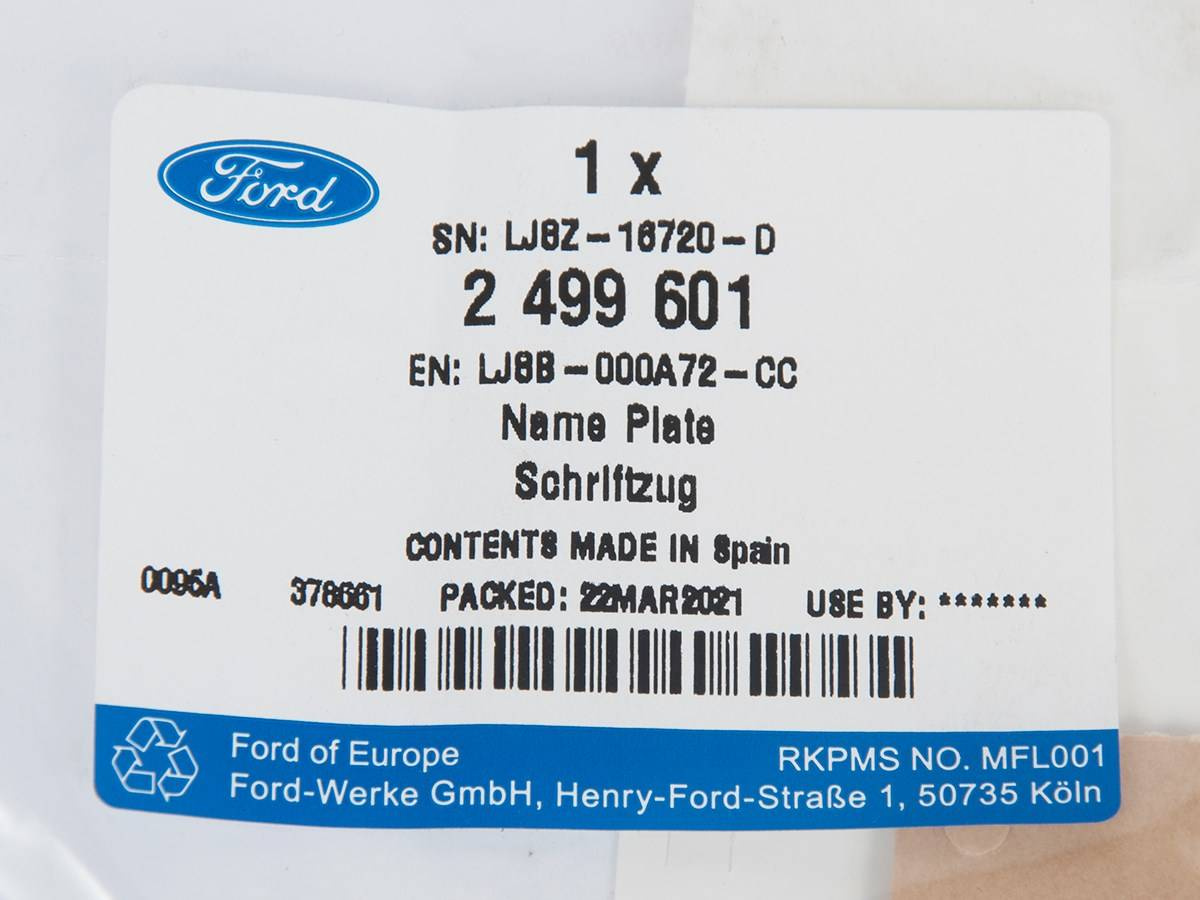 Ford
1 x
SN: LJ8Z-16720-D
2 499 601
EN: LJ8B-000A72-CC
Name Plate
Schriftzug
CONTENTS MADE IN Spain
0095A 378661 PACKED: 22MAR2021 USE BY: *******
Ford of Europe RKPMS NO. MFL001
Ford-Werke GmbH, Henry-Ford-Straße 1, 50735 Köln